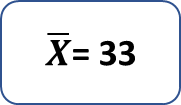 X̅ = 33